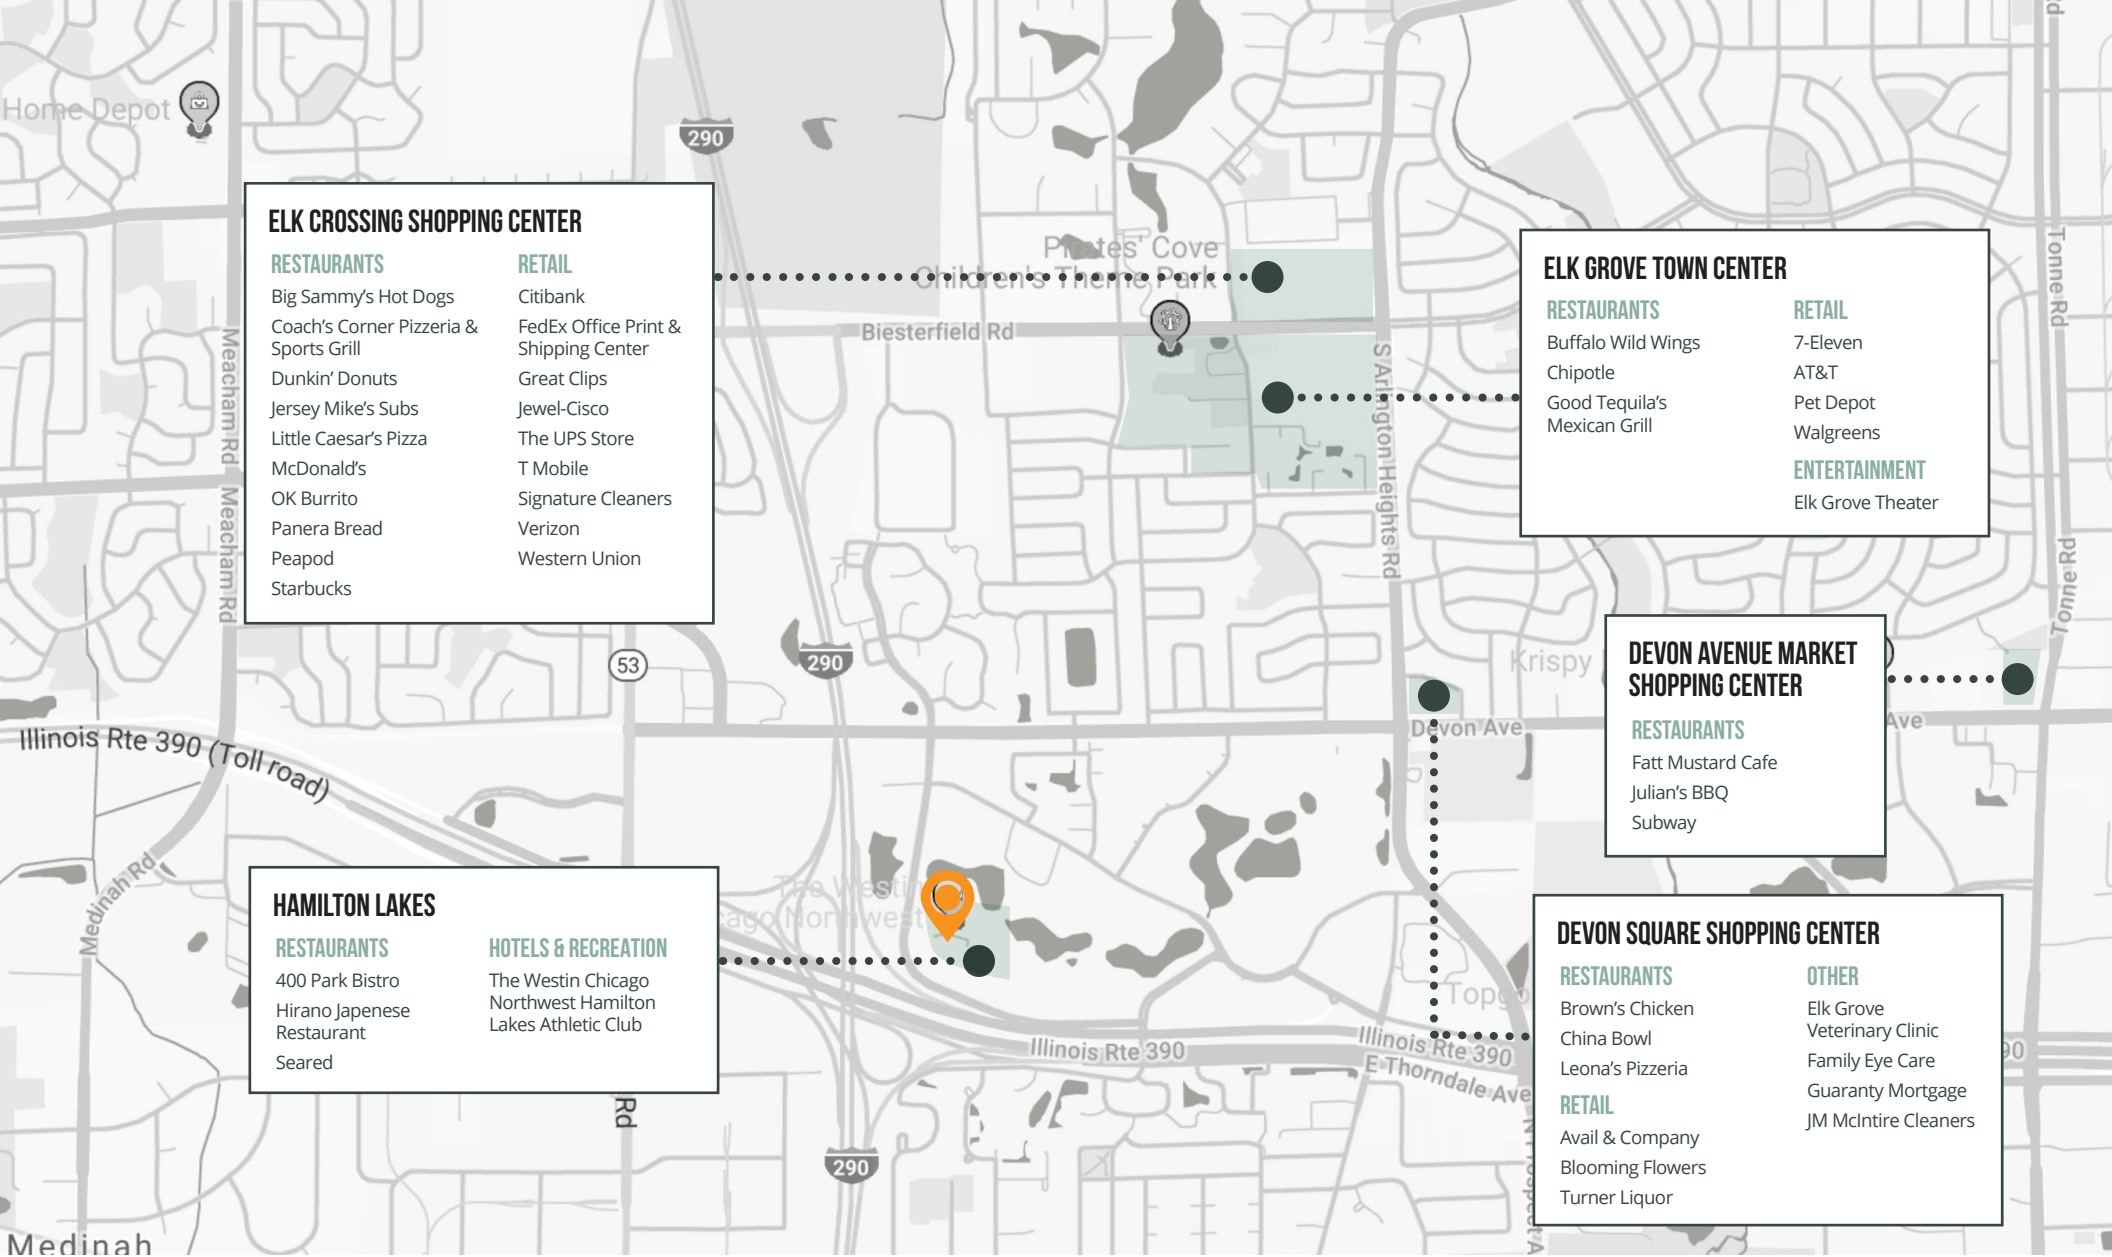 Home Depot
290
ELK CROSSING SHOPPING CENTER
RESTAURANTS
Big Sammy's Hot Dogs
Coach's Corner Pizzeria &
Sports Grill
Dunkin' Donuts
Jersey Mike's Subs
Little Caesar's Pizza
McDonald's
OK Burrito
Panera Bread
Peapod
Starbucks
RETAIL
Citibank
FedEx Office Print &
Shipping Center
Great Clips
Jewel-Cisco
The UPS Store
T Mobile
Signature Cleaners
Verizon
Western Union
Pirates' Cove
Children's Theme Park
Biesterfield Rd
Meacham Rd
Meacham Rd
S Arlington Heights Rd
Tonne Rd
Tonne Rd
ELK GROVE TOWN CENTER
RESTAURANTS
Buffalo Wild Wings
Chipotle
Good Tequila's
Mexican Grill
RETAIL
7-Eleven
AT&T
Pet Depot
Walgreens
ENTERTAINMENT
Elk Grove Theater
53
290
Krispy
DEVON AVENUE MARKET
SHOPPING CENTER
RESTAURANTS
Fatt Mustard Cafe
Julian's BBQ
Subway
Devon Ave
Ave
Illinois Rte 390 (Toll road)
Medinah Rd
The Westin
cago Northwest
HAMILTON LAKES
RESTAURANTS
400 Park Bistro
Hirano Japenese
Restaurant
Seared
HOTELS & RECREATION
The Westin Chicago
Northwest Hamilton
Lakes Athletic Club
DEVON SQUARE SHOPPING CENTER
RESTAURANTS
Brown's Chicken
China Bowl
Leona's Pizzeria
RETAIL
Avail & Company
Blooming Flowers
Turner Liquor
OTHER
Elk Grove
Veterinary Clinic
Family Eye Care
Guaranty Mortgage
JM McIntire Cleaners
Topgo
Illinois Rte 390
Illinois Rte 390
E Thorndale Ave
90
Rd
290
Medinah